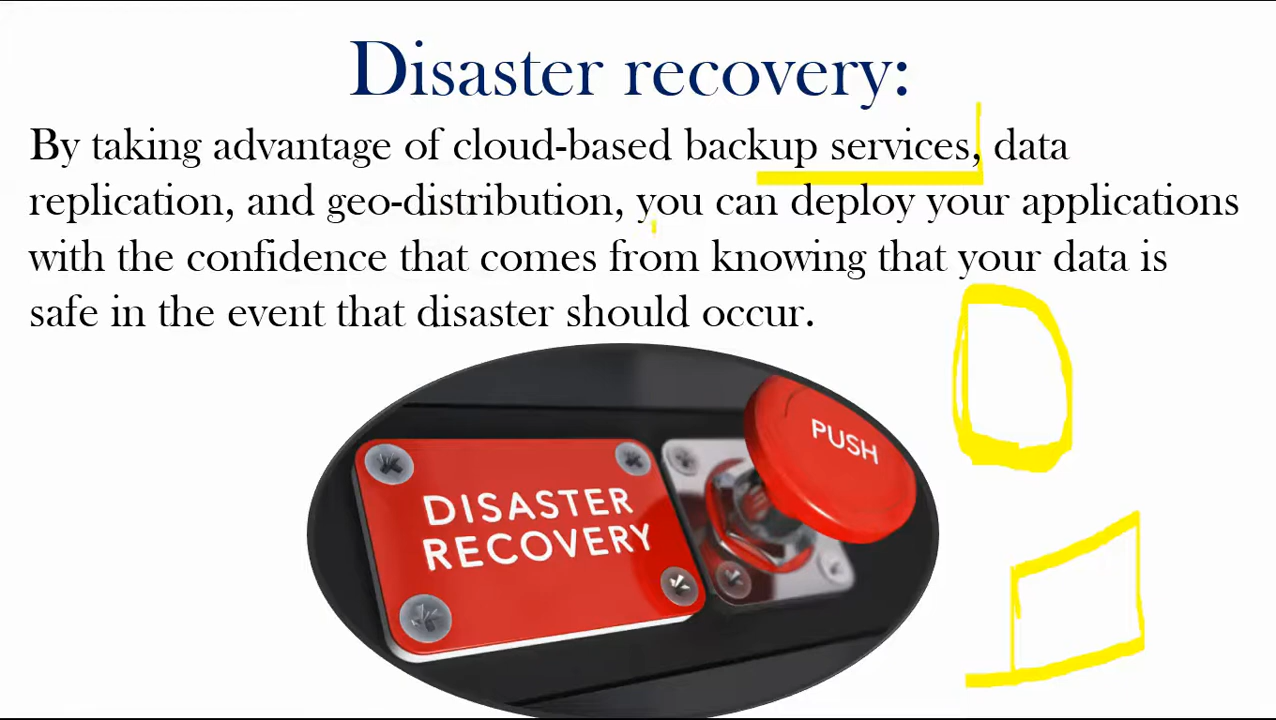 Disaster recovery:
By taking advantage of cloud-based backup services, data
replication, and geo-distribution, you can deploy your applications
with the confidence that comes from knowing that your data is
safe in the event that disaster should occur.
DISASTER
RECOVERY
PUSH